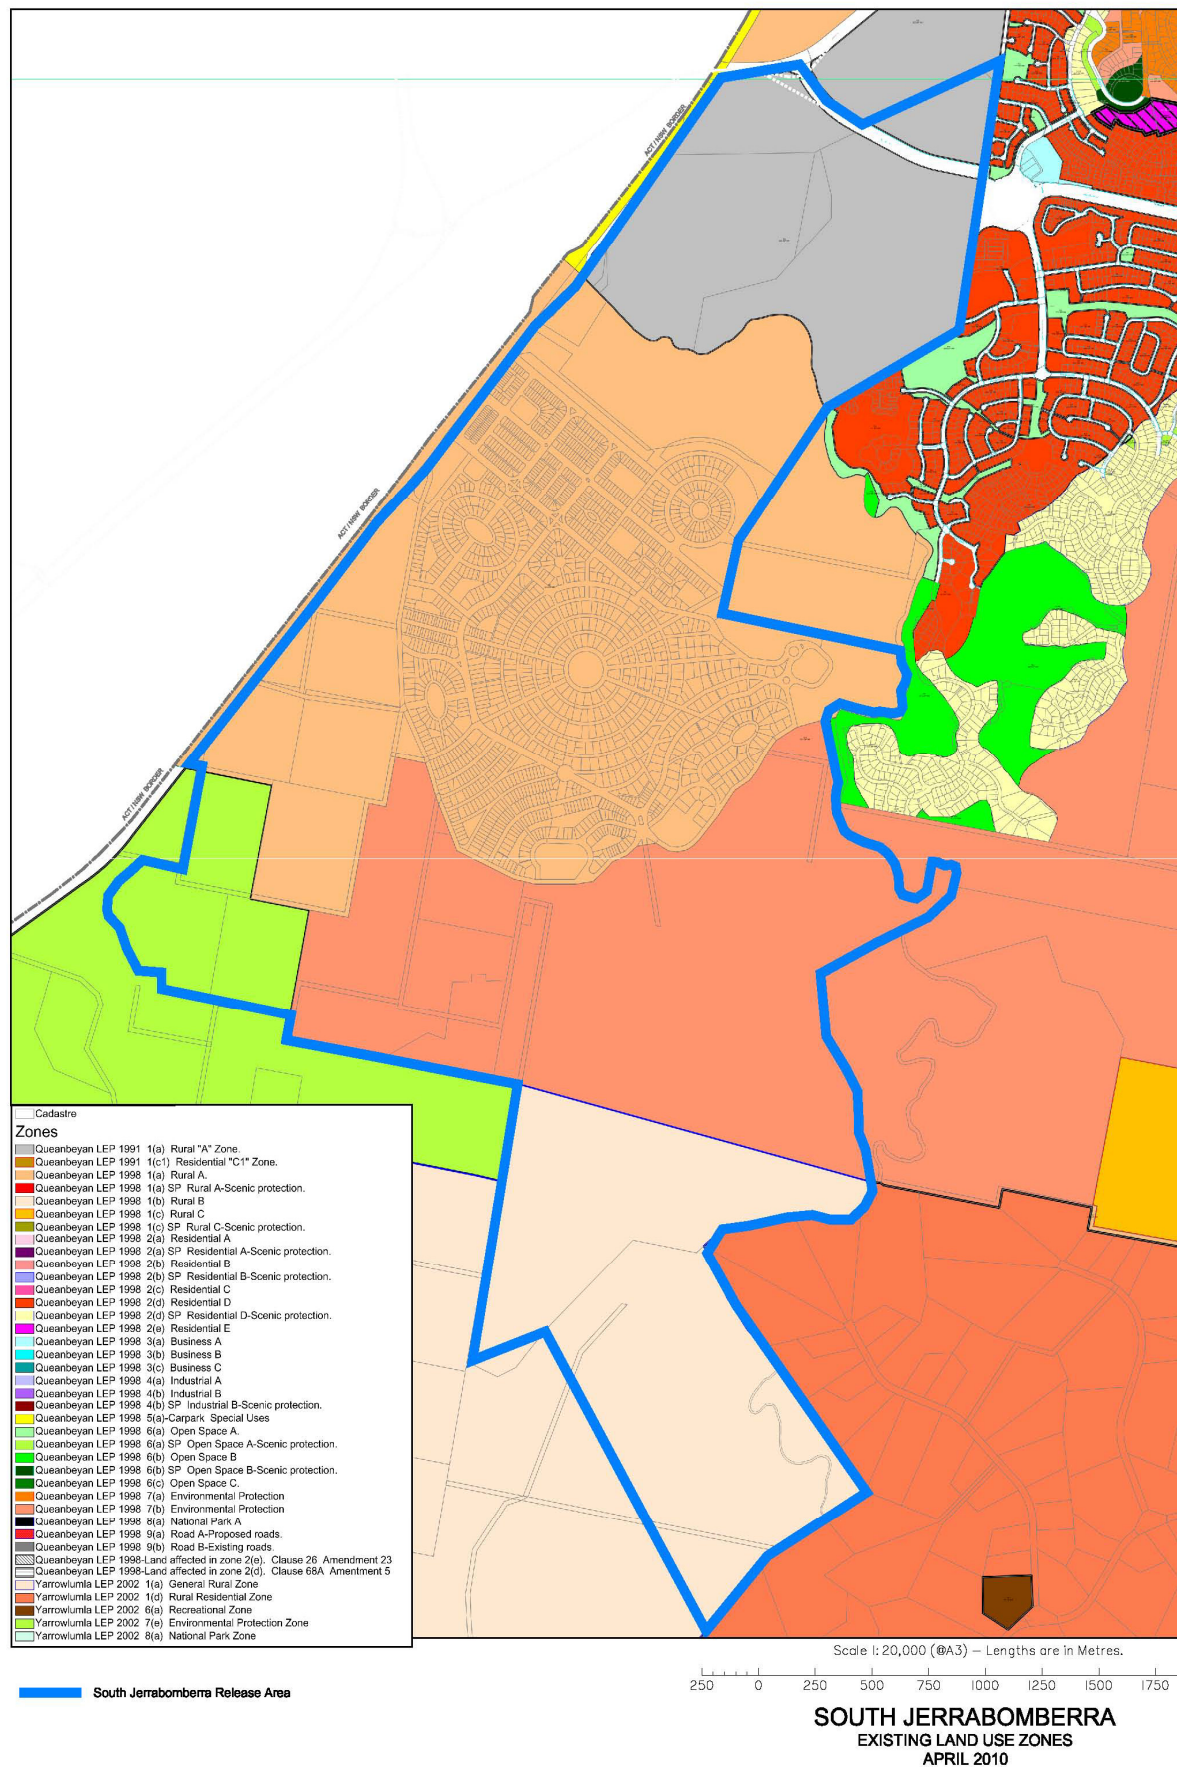 ACT / NSW BORDER
ACT / NSW BORDER
ACT / NSW BORDER
Cadastre
Zones
Queanbeyan LEP 1991 1(a) Rural "A" Zone.
Queanbeyan LEP 1991 1(c1) Residential "C1" Zone.
Queanbeyan LEP 1998 1(a) Rural A.
Queanbeyan LEP 1998 1(a) SP Rural A-Scenic protection.
Queanbeyan LEP 1998 1(b) Rural B
Queanbeyan LEP 1998 1(c) Rural C
Queanbeyan LEP 1998 1(c) SP Rural C-Scenic protection.
Queanbeyan LEP 1998 2(a) Residential A
Queanbeyan LEP 1998 2(a) SP Residential A-Scenic protection.
Queanbeyan LEP 1998 2(b) Residential B
Queanbeyan LEP 1998 2(b) SP Residential B-Scenic protection.
Queanbeyan LEP 1998 2(c) Residential C
Queanbeyan LEP 1998 2(d) Residential D
Queanbeyan LEP 1998 2(d) SP Residential D-Scenic protection.
Queanbeyan LEP 1998 2(e) Residential E
Queanbeyan LEP 1998 3(a) Business A
Queanbeyan LEP 1998 3(b) Business B
Queanbeyan LEP 1998 3(c) Business C
Queanbeyan LEP 1998 4(a) Industrial A
Queanbeyan LEP 1998 4(b) Industrial B
Queanbeyan LEP 1998 4(b) SP Industrial B-Scenic protection.
Queanbeyan LEP 1998 5(a)-Carpark Special Uses
Queanbeyan LEP 1998 6(a) Open Space A.
Queanbeyan LEP 1998 6(a) SP Open Space A-Scenic protection.
Queanbeyan LEP 1998 6(b) Open Space B
Queanbeyan LEP 1998 6(b) SP Open Space B-Scenic protection.
Queanbeyan LEP 1998 6(c) Open Space C.
Queanbeyan LEP 1998 7(a) Environmental Protection
Queanbeyan LEP 1998 7(b) Environmental Protection
Queanbeyan LEP 1998 8(a) National Park A
Queanbeyan LEP 1998 9(a) Road A-Proposed roads.
Queanbeyan LEP 1998 9(b) Road B-Existing roads.
Queanbeyan LEP 1998-Land affected in zone 2(e). Clause 26 Amendment 23
Queanbeyan LEP 1998-Land affected in zone 2(d). Clause 68A Amentment 5
Yarrowlumla LEP 2002 1(a) General Rural Zone
Yarrowlumla LEP 2002 1(d) Rural Residential Zone
Yarrowlumla LEP 2002 6(a) Recreational Zone
Yarrowlumla LEP 2002 7(e) Environmental Protection Zone
Yarrowlumla LEP 2002 8(a) National Park Zone
South Jerrabomberra Release Area
Scale 1: 20,000 (@A3) – Lengths are in Metres.
250 0 250 500 750 1000 1250 1500 1750
SOUTH JERRABOMBERRA
EXISTING LAND USE ZONES
APRIL 2010